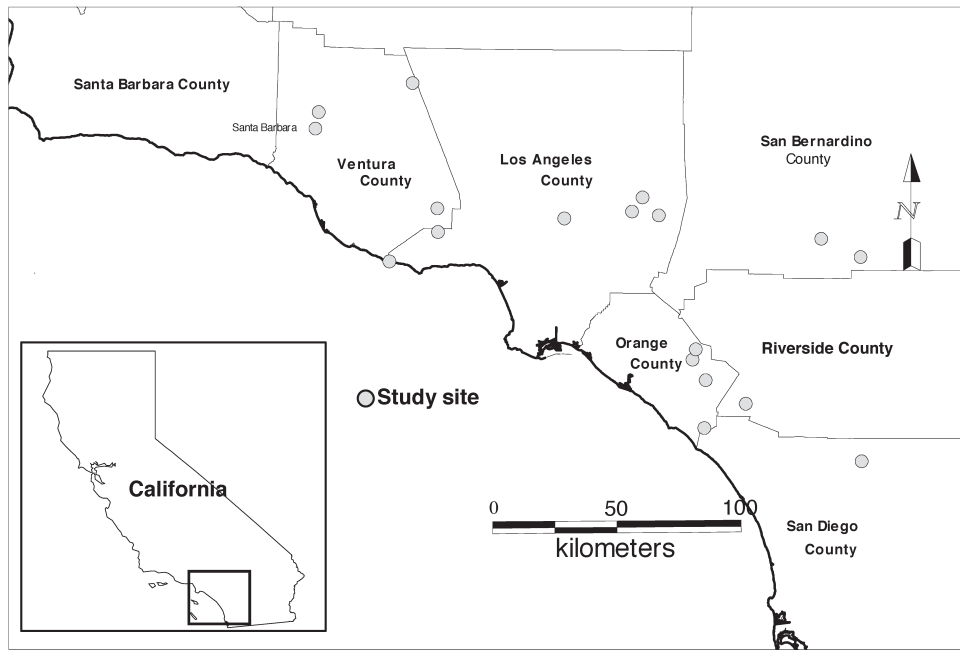 Santa Barbara County
Santa Barbara
Ventura
County
Los Angeles
County
San Bernardino
County
N
Orange
County
Riverside County
Study site
California
0 50 100
kilometers
San Diego
County